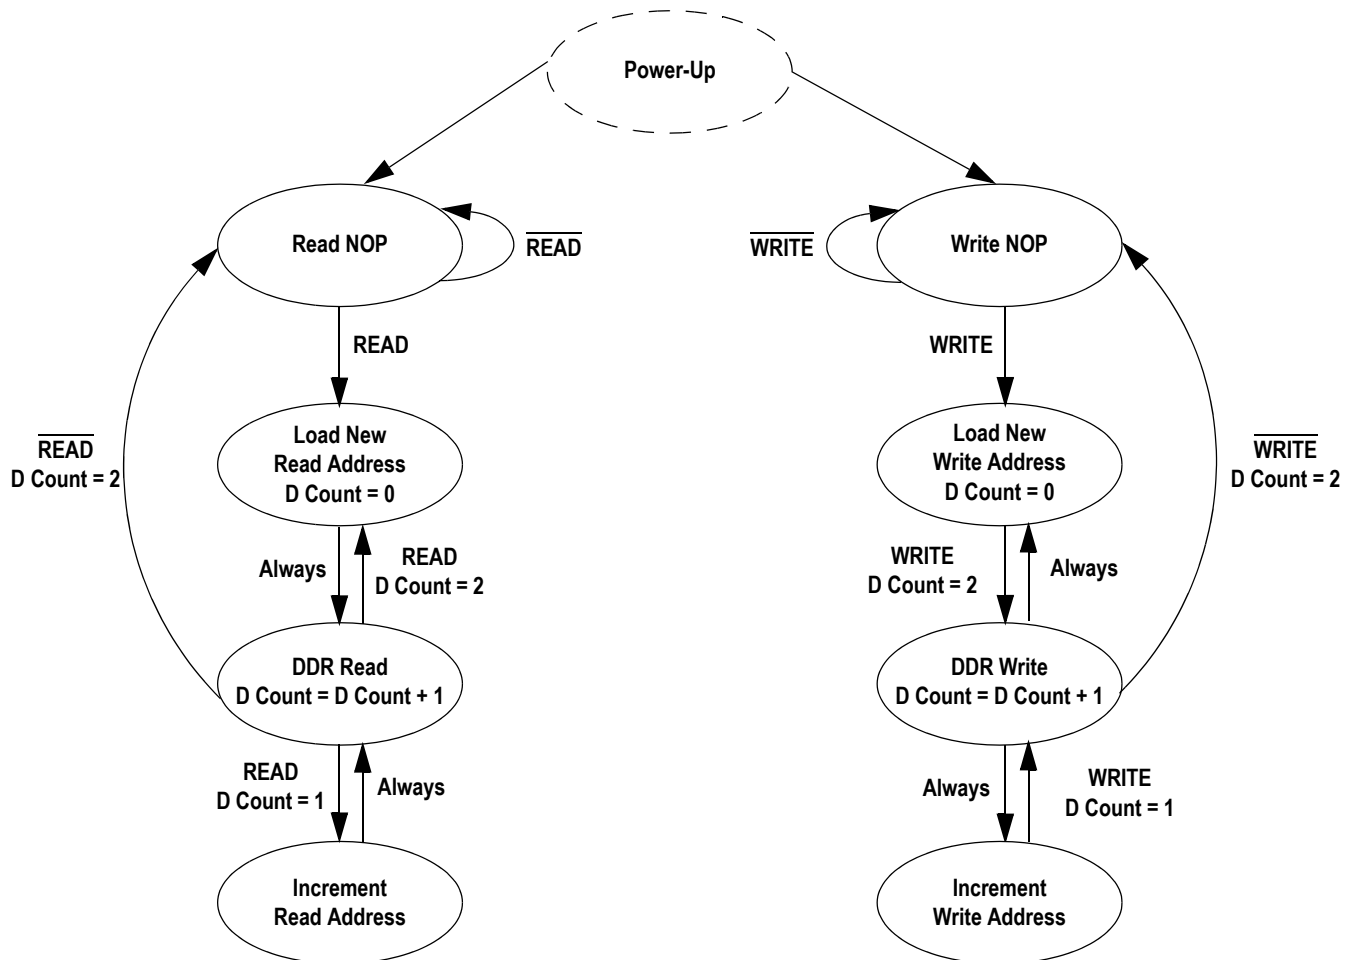 Power-Up
Read NOP
READ
WRITE
Write NOP
READ
WRITE
Load New
Read Address
D Count = 0
Load New
Write Address
D Count = 0
READ
D Count = 2
WRITE
D Count = 2
Always
READ
D Count = 2
WRITE
D Count = 2
Always
DDR Read
D Count = D Count + 1
DDR Write
D Count = D Count + 1
READ
D Count = 1
Always
Always
WRITE
D Count = 1
Increment
Read Address
Increment
Write Address